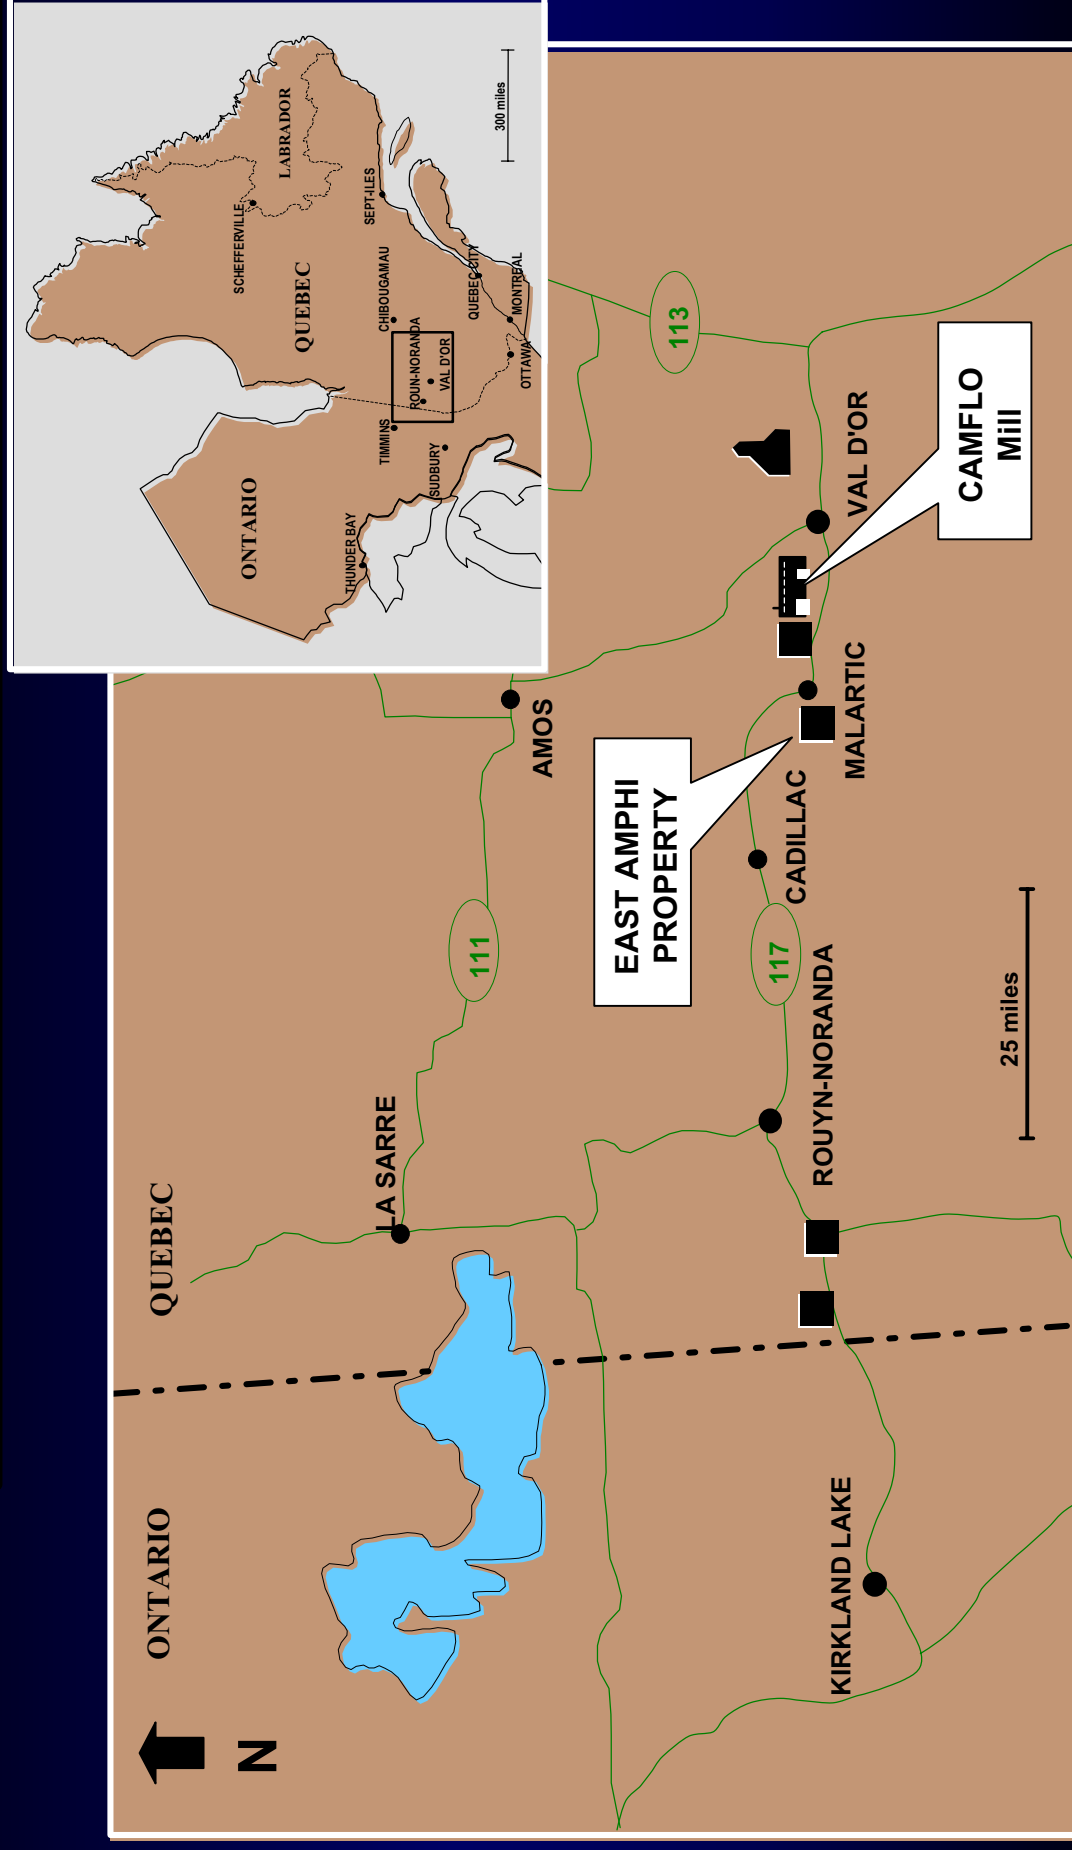 ONTARIO
QUEBEC
N
LA SARRE
111
AMOS
113
EAST AMPHI
PROPERTY
117
CADILLAC
MALARTIC
VAL D'OR
CAMFLO
Mill
ROUYN-NORANDA
KIRKLAND LAKE
25 miles
ONTARIO
QUEBEC
LABRADOR
SCHEFFERVILLE
SEPT-ILES
CHIBOUGAMAU
QUEBEC CITY
MONTREAL
OTTAWA
ROUN-NORANDA
VAL D'OR
TIMMINS
SUDBURY
THUNDER BAY
300 miles